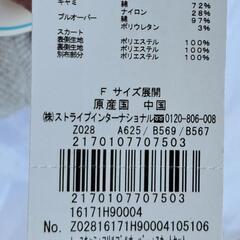 キャミ 綿 72%
ナイロン 28%
プルオーバー 綿 97%
ポリウレタン 3%
スカート
表側生地 ポリエステル 100%
裏側生地 ポリエステル 100%
別布部分 ポリエステル 100%
F サイズ展開
原産国 中国
㈱ストライプインターナショナル☎0120-806-008
Z028 A625/ B569/B567
2170107707503
2170107707503
16171H90004
No. Z02816171H90004105106